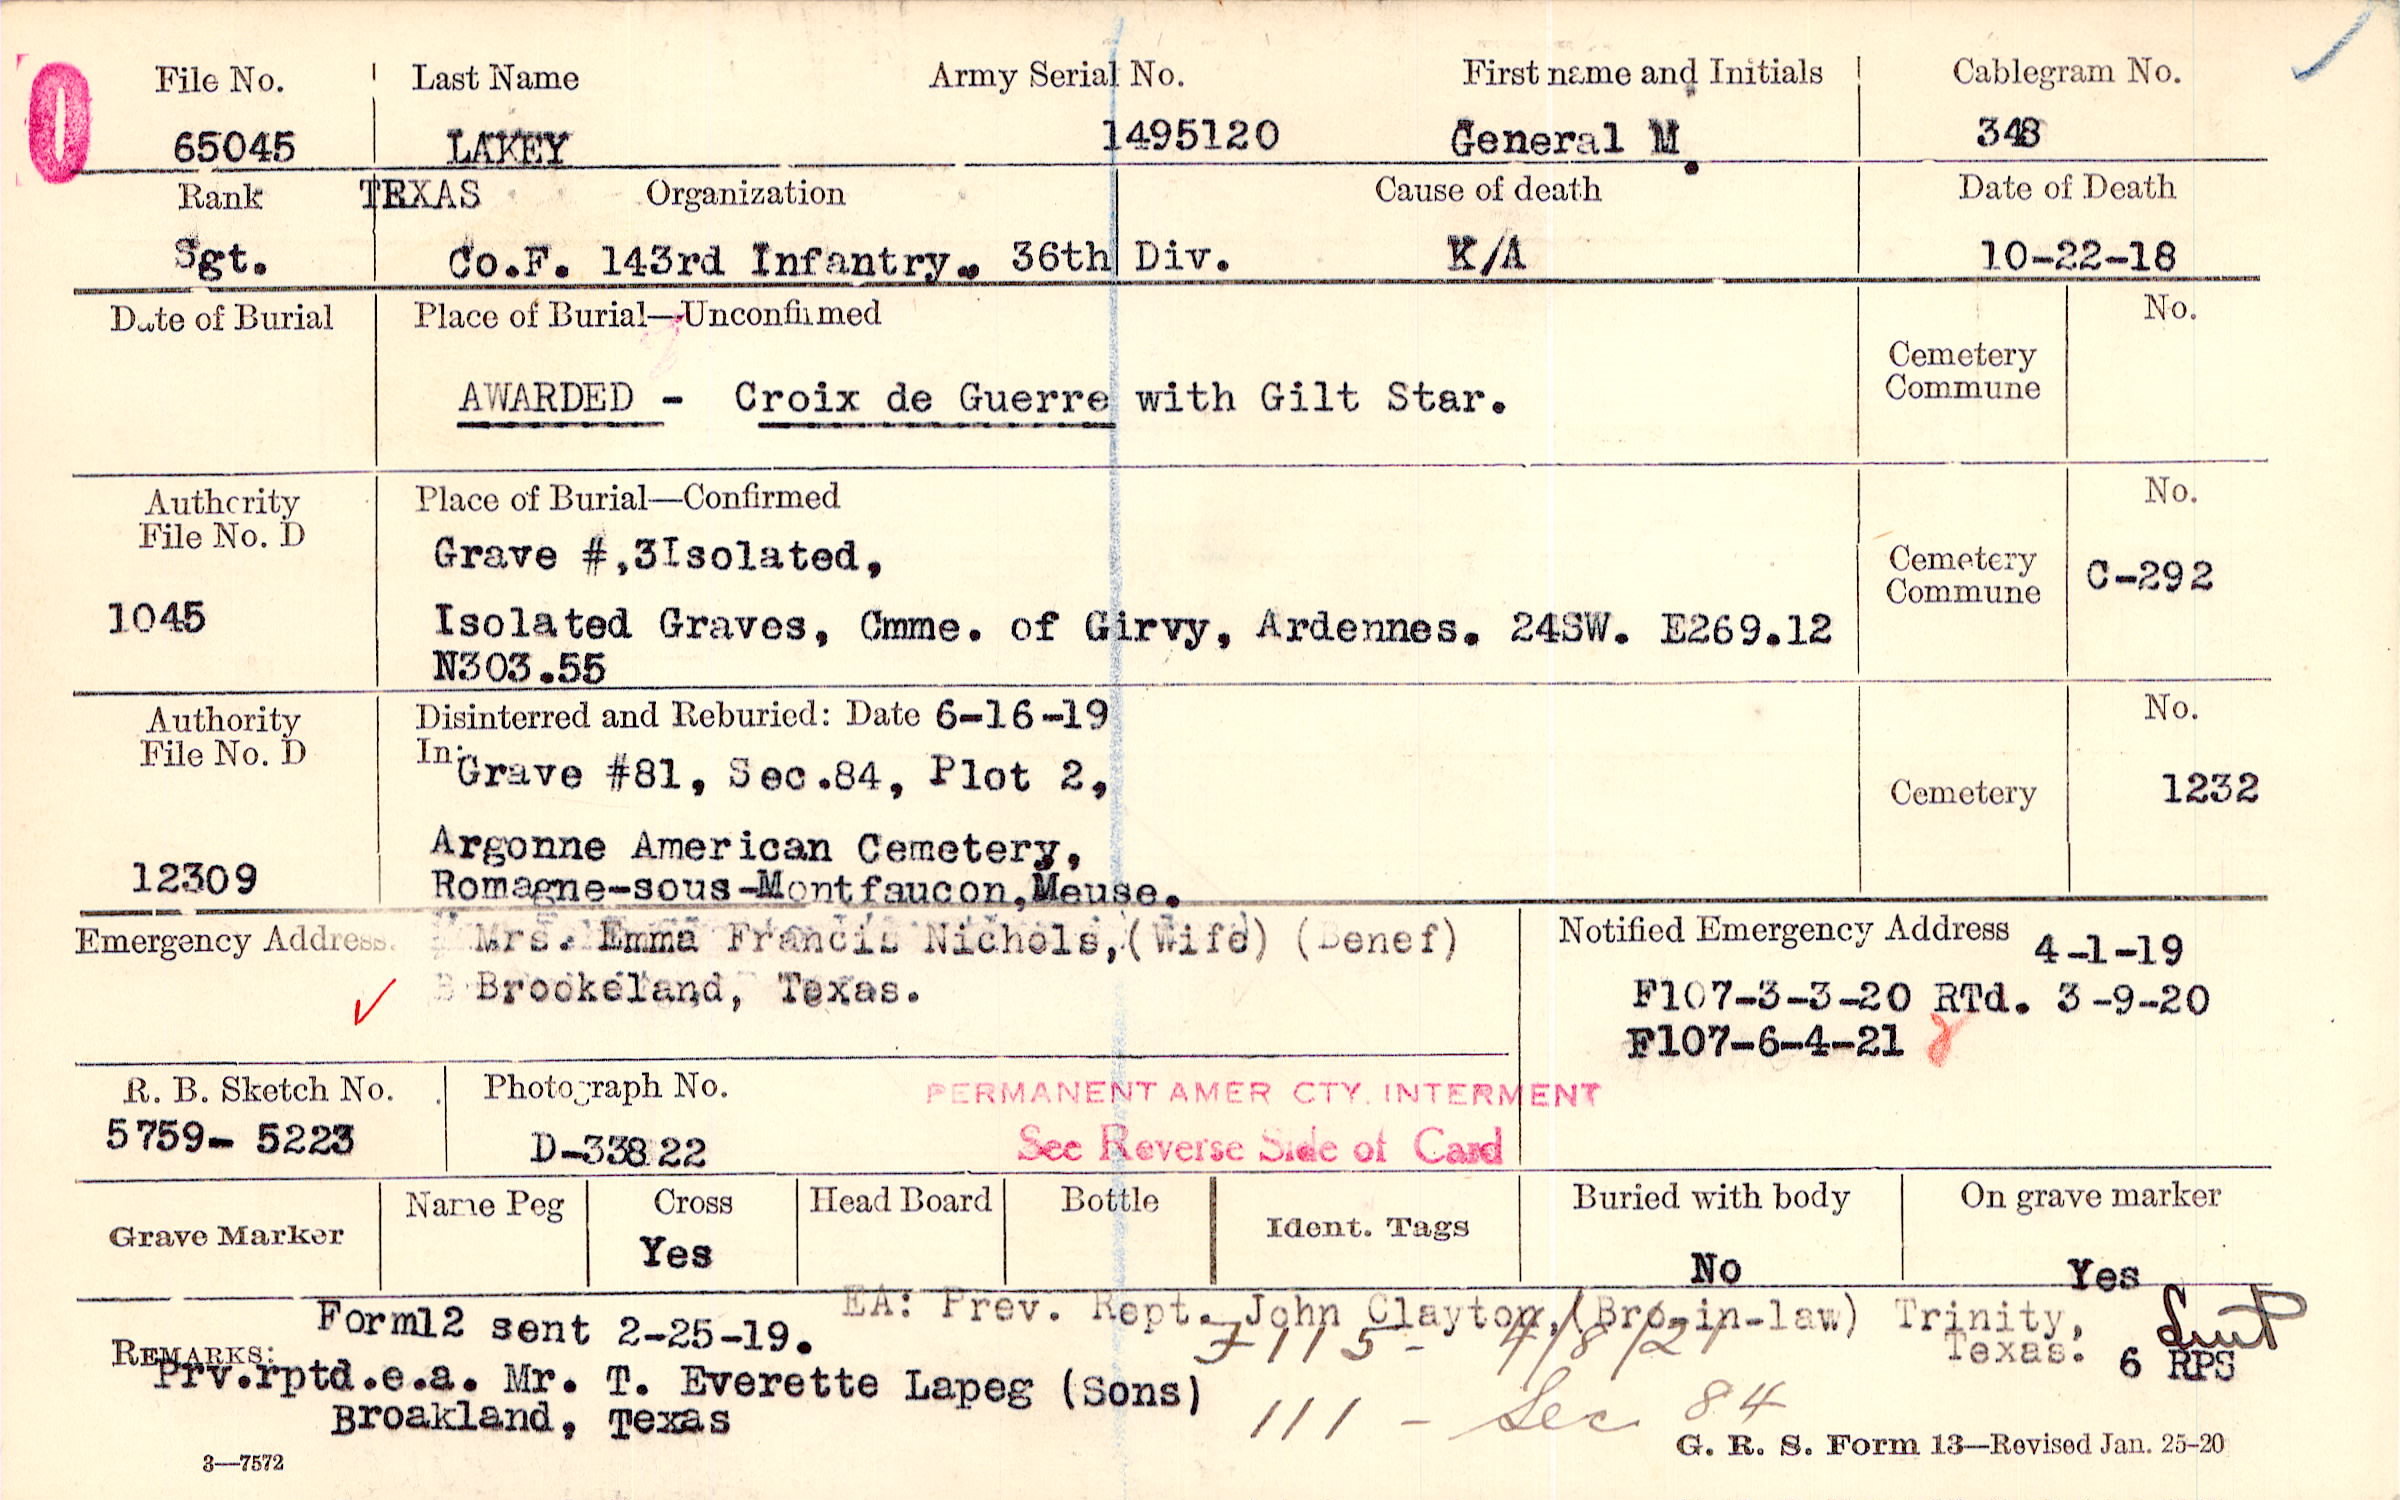 0
File No. Last Name Army Serial No. First name and Initials Cablegram No.
65045 LAKEY 1495120 General M. 348
Rank TEXAS Organization Cause of death Date of Death
Sgt. Co.F. 143rd Infantry. 36th Div. K/A 10-22-18
Date of Burial Place of Burial—Unconfirmed No.
Cemetery
Commune
AWARDED - Croix de Guerre with Gilt Star.
Authority Place of Burial—Confirmed No.
File No. D
Grave #,3Isolated, Cemetery
Commune C-292
1045 Isolated Graves, Cmme. of Girvy, Ardennes. 24SW. E269.12
N303.55
Authority Disinterred and Reburied: Date 6-16-19 No.
File No. D In: Grave #81, Sec.84, Plot 2,
Cemetery 1232
Argonne American Cemetery,
12309 Romagne-sous-Montfaucon,Meuse.
Emergency Address. Mrs. Emma Francis Nichols,(Wife) (Benef) Notified Emergency Address 4-1-19
Brookeland, Texas. F107-3-3-20 RTd. 3-9-20
F107-6-4-21
R. B. Sketch No. Photograph No. PERMANENT AMER CTY. INTERMENT
5759- 5223 D-33822 See Reverse Side of Card
Grave Marker Name Peg Cross Head Board Bottle Ident. Tags Buried with body On grave marker
Yes No Yes
Form12 sent 2-25-19. EA: Prev. Rept. John Clayton,(Bro-in-law) Trinity,
Texas.
F115- 4/8/21
REMARKS: Prv.rptd.e.a. Mr. T. Everette Lapeg (Sons) 6 RPS
Broakland, Texas 111 - Sec 84
3—7572 G. R. S. Form 13—Revised Jan. 25-20